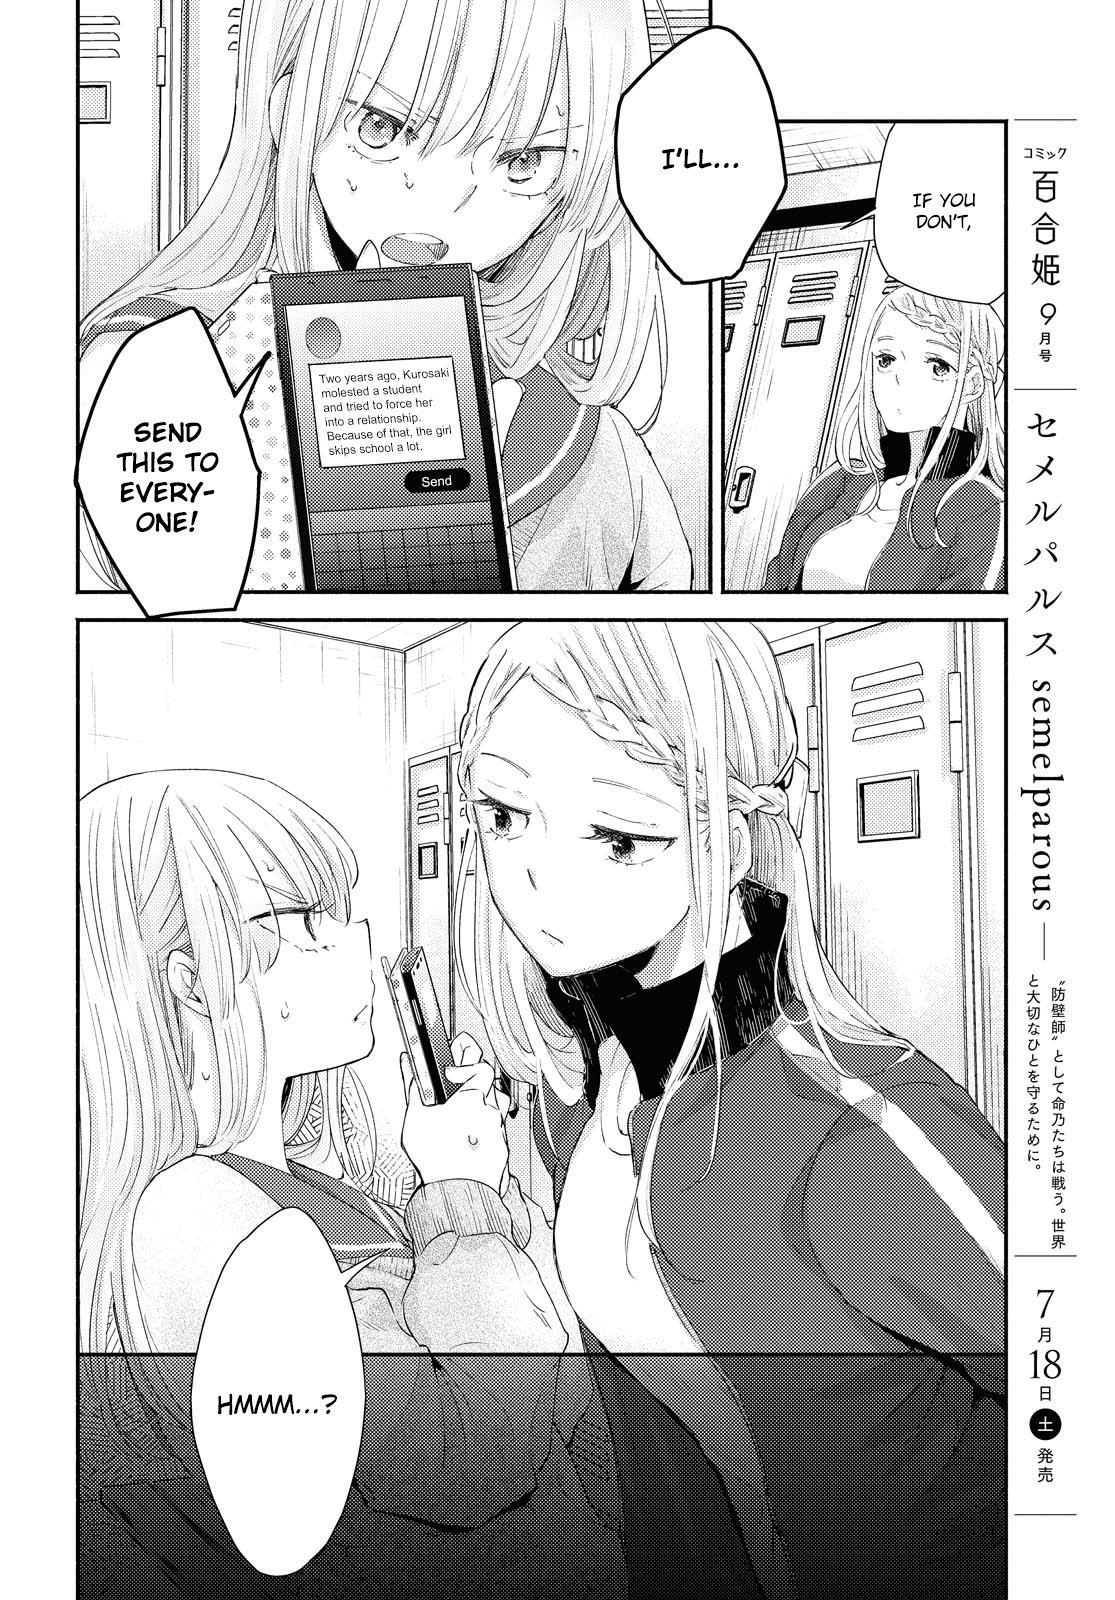 IF YOU
DON'T,
I'LL...
Two years ago, Kurosaki
molested a student
and tried to force her
into a relationship.
Because of that, the girl
skips school a lot.
Send
SEND
THIS TO
EVERY-
ONE!
HMMM...?
コミック
百合姫
9月号
セメルパルス semelparous
〝防壁師〟として命乃たちは戦う。世界
と大切なひとを守るために。
7月18日土発売